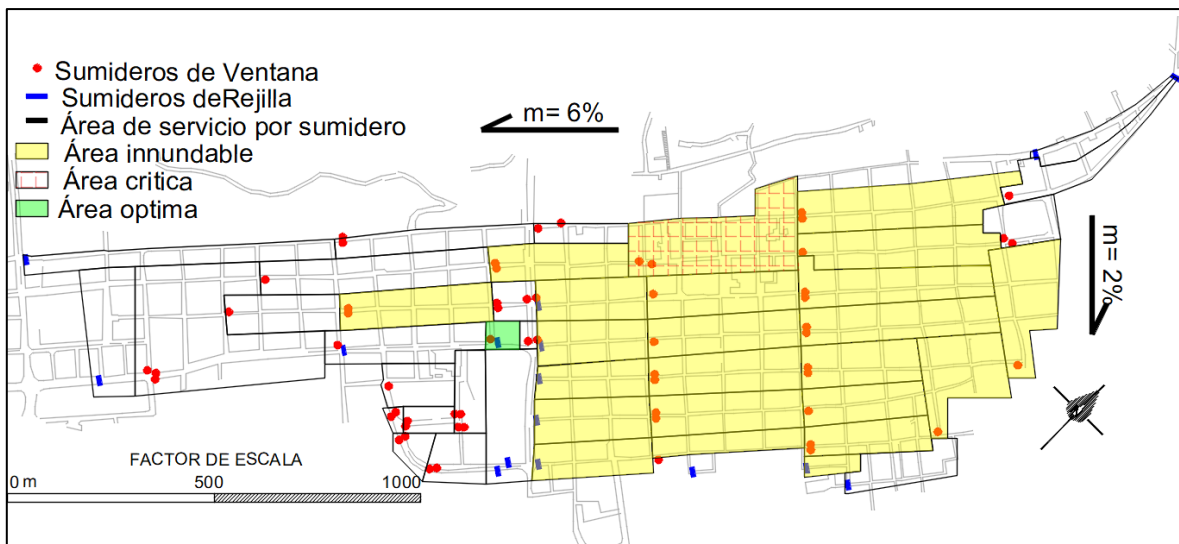 Sumideros de Ventana
Sumideros deRejilla
Área de servicio por sumidero
Área innundable
Área critica
Área optima
m= 6%
m= 2%
FACTOR DE ESCALA
0 m 500 1000